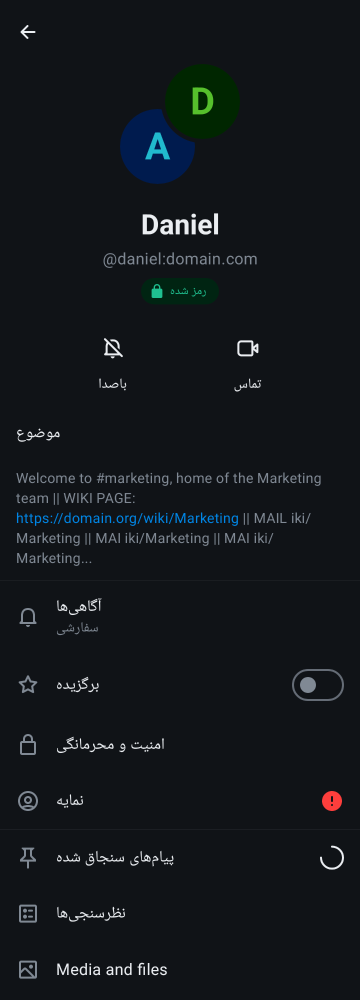 D
A
Daniel
@daniel:domain.com
رمز شده
باصدا
تماس
موضوع
Welcome to #marketing, home of the Marketing
team || WIKI PAGE:
https://domain.org/wiki/Marketing || MAIL iki/
Marketing || MAI iki/Marketing || MAI iki/
Marketing...
آگاهی‌ها
سفارشی
برگزیده
امنیت و محرمانگی
نمایه
پیام‌های سنجاق شده
نظرسنجی‌ها
Media and files